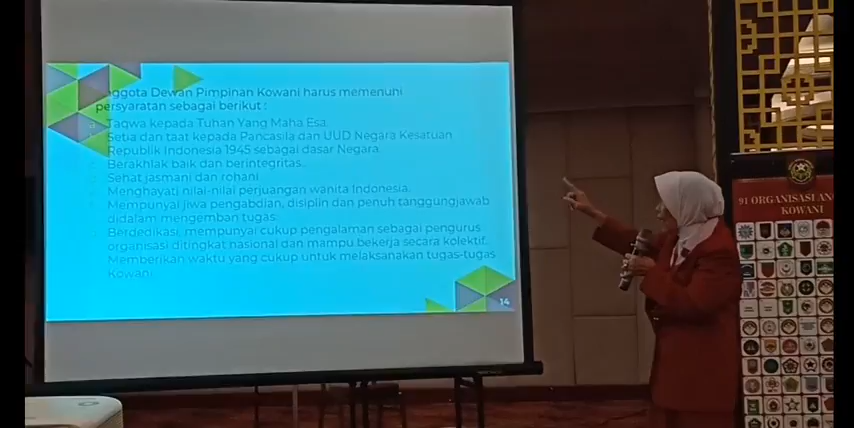 ggota Dewan Pimpinan Kowani harus memenuhi
persyaratan sebagai berikut :
Taqwa kepada Tuhan Yang Maha Esa.
Setia dan taat kepada Pancasila dan UUD Negara Kesatuan
Republik Indonesia 1945 sebagai dasar Negara.
Berakhlak baik dan berintegritas..
Sehat jasmani dan rohani.
Menghayati nilai-nilai perjuangan wanita Indonesia.
Mempunyai jiwa pengabdian, disiplin dan penuh tanggungjawab
didalam mengemban tugas.
Berdedikasi, mempunyai cukup pengalaman sebagai pengurus
organisasi ditingkat nasional dan mampu bekerja secara kolektif.
Memberikan waktu yang cukup untuk melaksanakan tugas-tugas
Kowani.
14
91 ORGANISASI AN
KOWANI